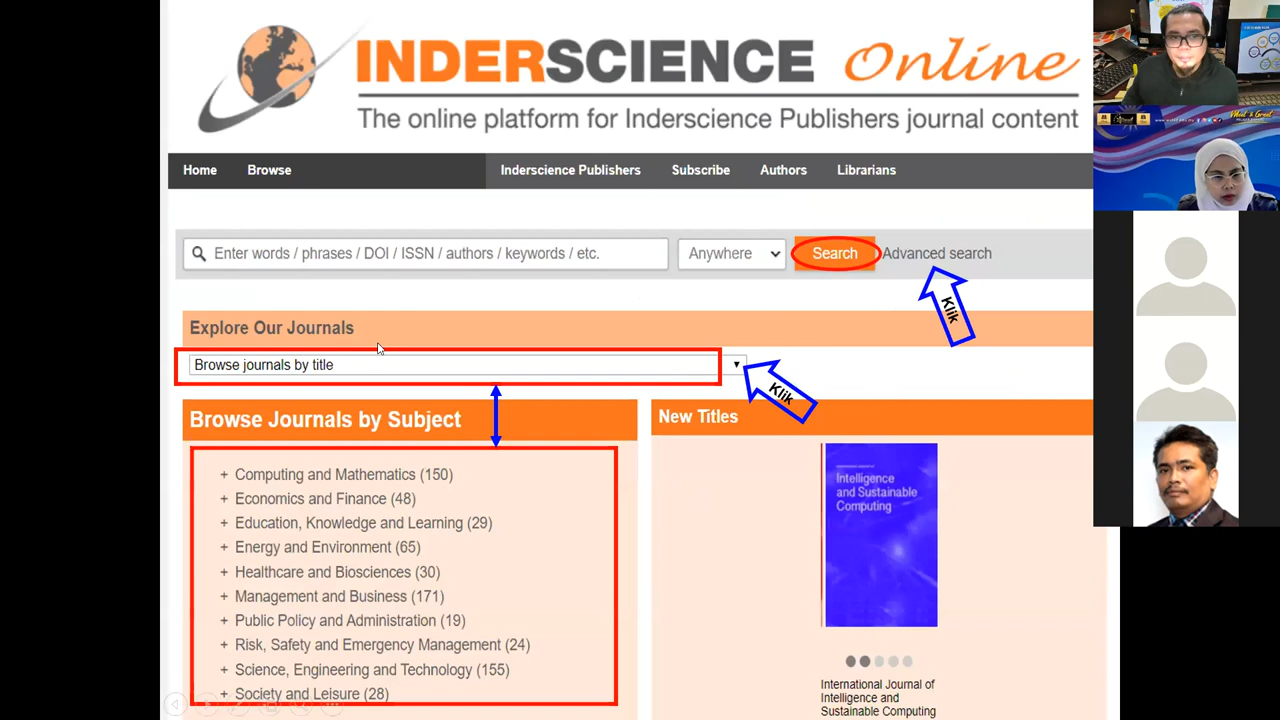 INDERSCIENCE Online
The online platform for Inderscience Publishers journal content
Home Browse Inderscience Publishers Subscribe Authors Librarians
Enter words / phrases / DOI / ISSN / authors / keywords / etc. Anywhere Search Advanced search
Klik
Explore Our Journals
Browse journals by title
Klik
Browse Journals by Subject
+ Computing and Mathematics (150)
+ Economics and Finance (48)
+ Education, Knowledge and Learning (29)
+ Energy and Environment (65)
+ Healthcare and Biosciences (30)
+ Management and Business (171)
+ Public Policy and Administration (19)
+ Risk, Safety and Emergency Management (24)
+ Science, Engineering and Technology (155)
+ Society and Leisure (28)
New Titles
Intelligence
and Sustainable
Computing
International Journal of
Intelligence and
Sustainable Computing